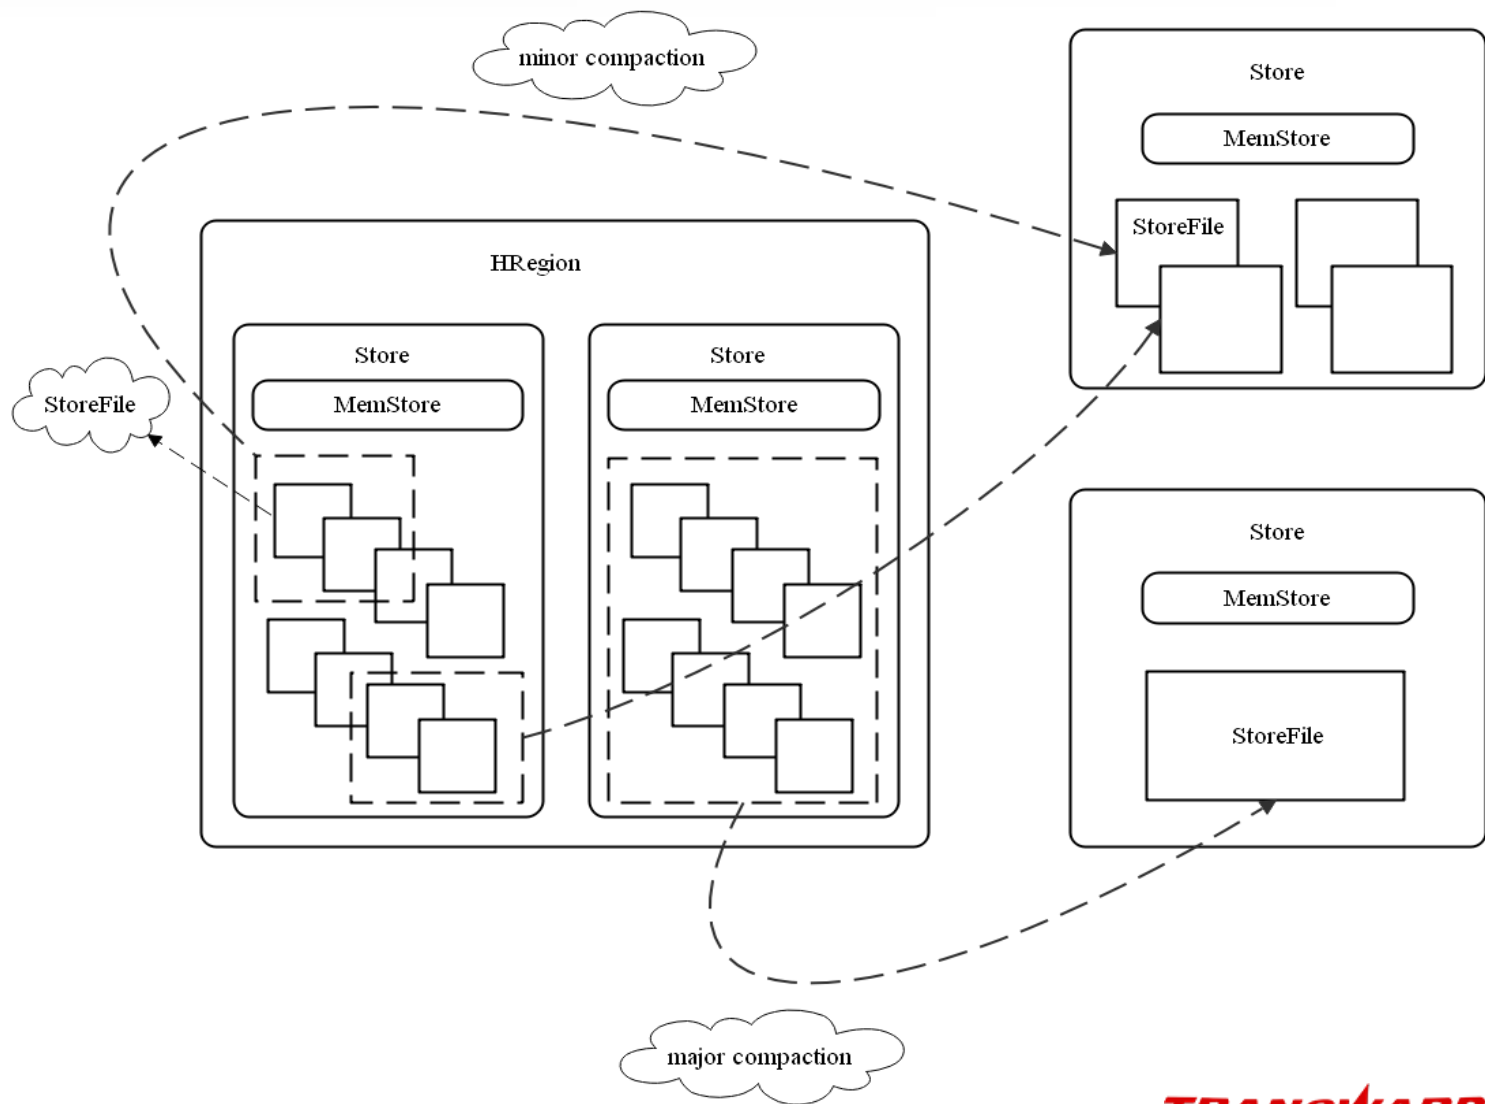 minor compaction
Store
MemStore
StoreFile
HRegion
Store
Store
MemStore
MemStore
StoreFile
Store
MemStore
StoreFile
major compaction